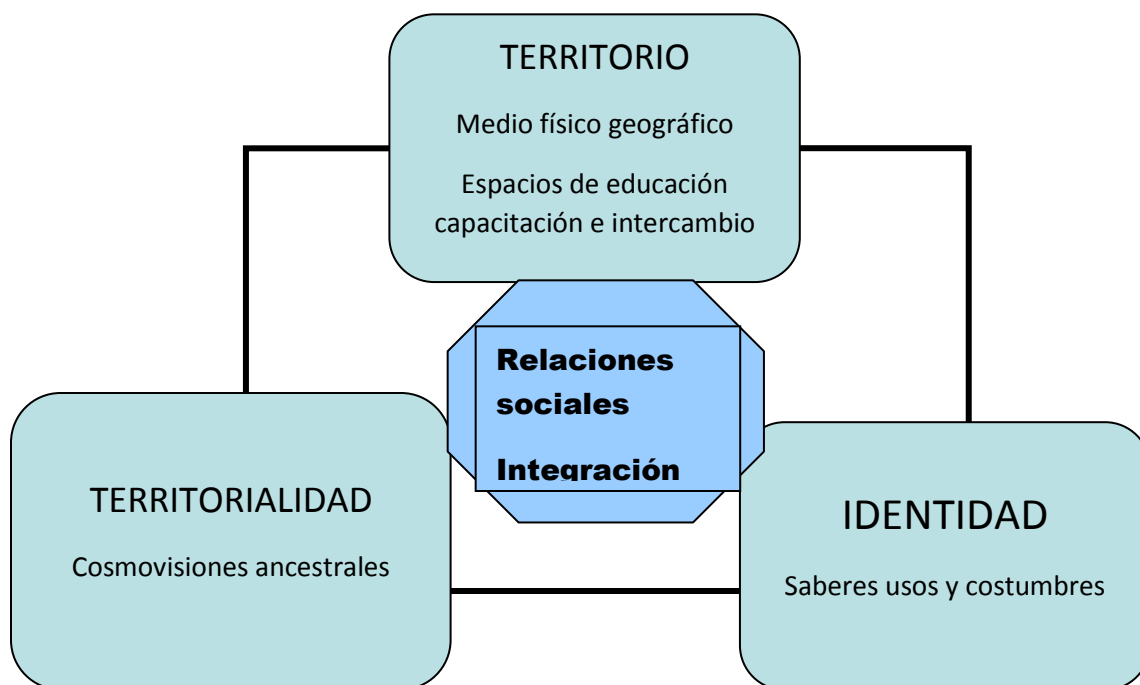 TERRITORIO
Medio físico geográfico
Espacios de educación
capacitación e intercambio
Relaciones
sociales
Integración
TERRITORIALIDAD
Cosmovisiones ancestrales
IDENTIDAD
Saberes usos y costumbres